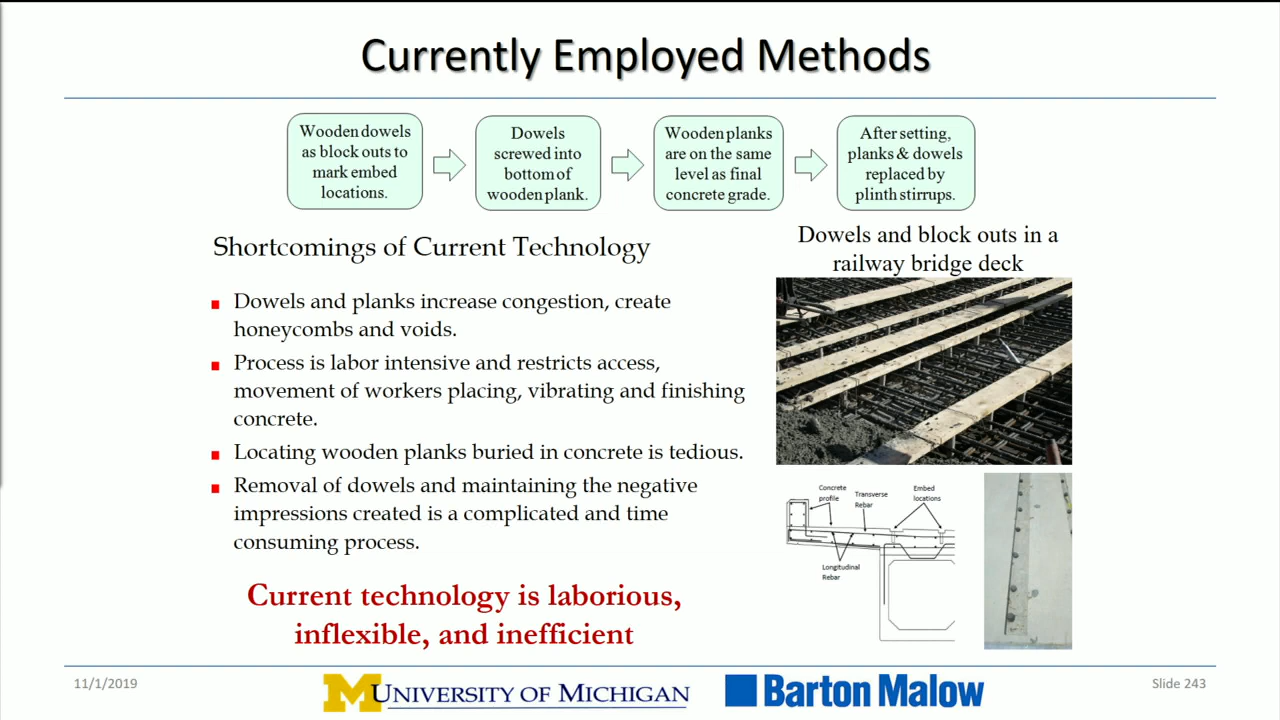 Currently Employed Methods
Wooden dowels
as block outs to
mark embed
locations.
Dowels
screwed into
bottom of
wooden plank.
Wooden planks
are on the same
level as final
concrete grade.
After setting,
planks & dowels
replaced by
plinth stirrups.
Shortcomings of Current Technology
Dowels and planks increase congestion, create
honeycombs and voids.
Process is labor intensive and restricts access,
movement of workers placing, vibrating and finishing
concrete.
Locating wooden planks buried in concrete is tedious.
Removal of dowels and maintaining the negative
impressions created is a complicated and time
consuming process.
Current technology is laborious,
inflexible, and inefficient
Dowels and block outs in a
railway bridge deck
Concrete
profile
Transverse
Rebar
Embed
locations
Longitudinal
Rebar
11/1/2019
M UNIVERSITY OF MICHIGAN
Barton Malow
Slide 243